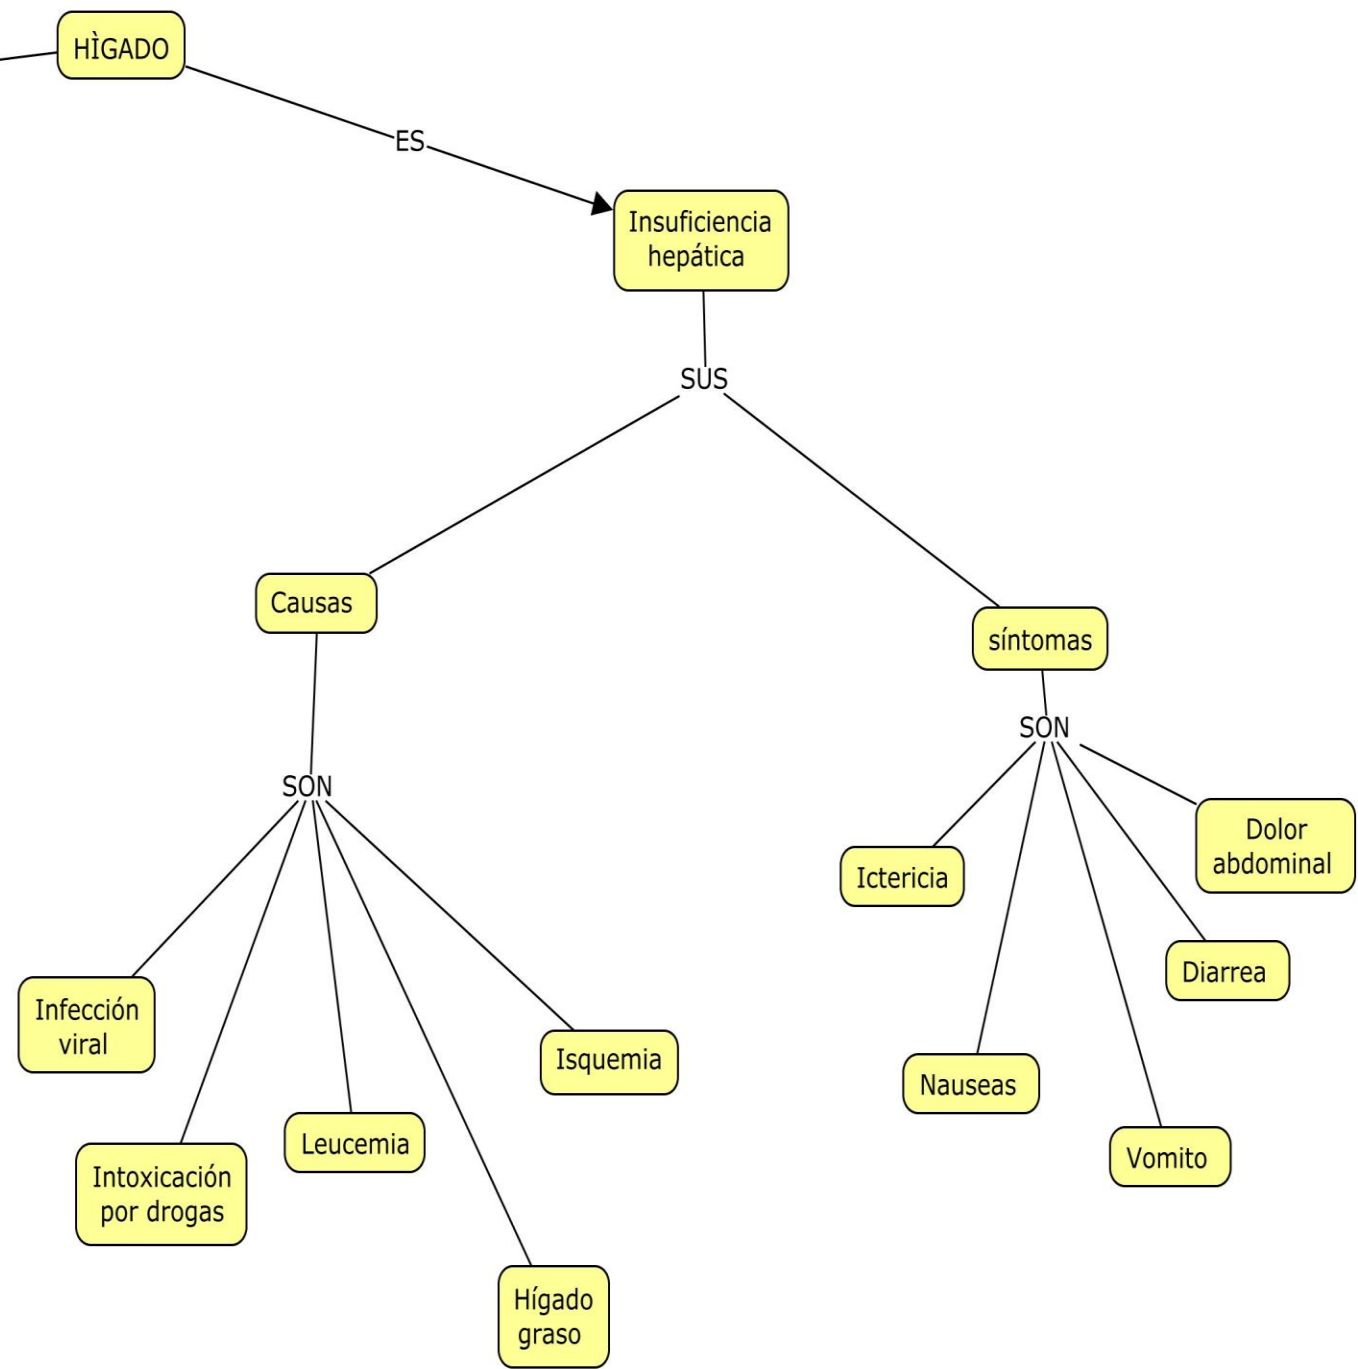 HÌGADO
ES
Insuficiencia
hepática
SUS
Causas
síntomas
SON
SON
Dolor
abdominal
Ictericia
Diarrea
Infección
viral
Isquemia
Nauseas
Leucemia
Vomito
Intoxicación
por drogas
Hígado
graso